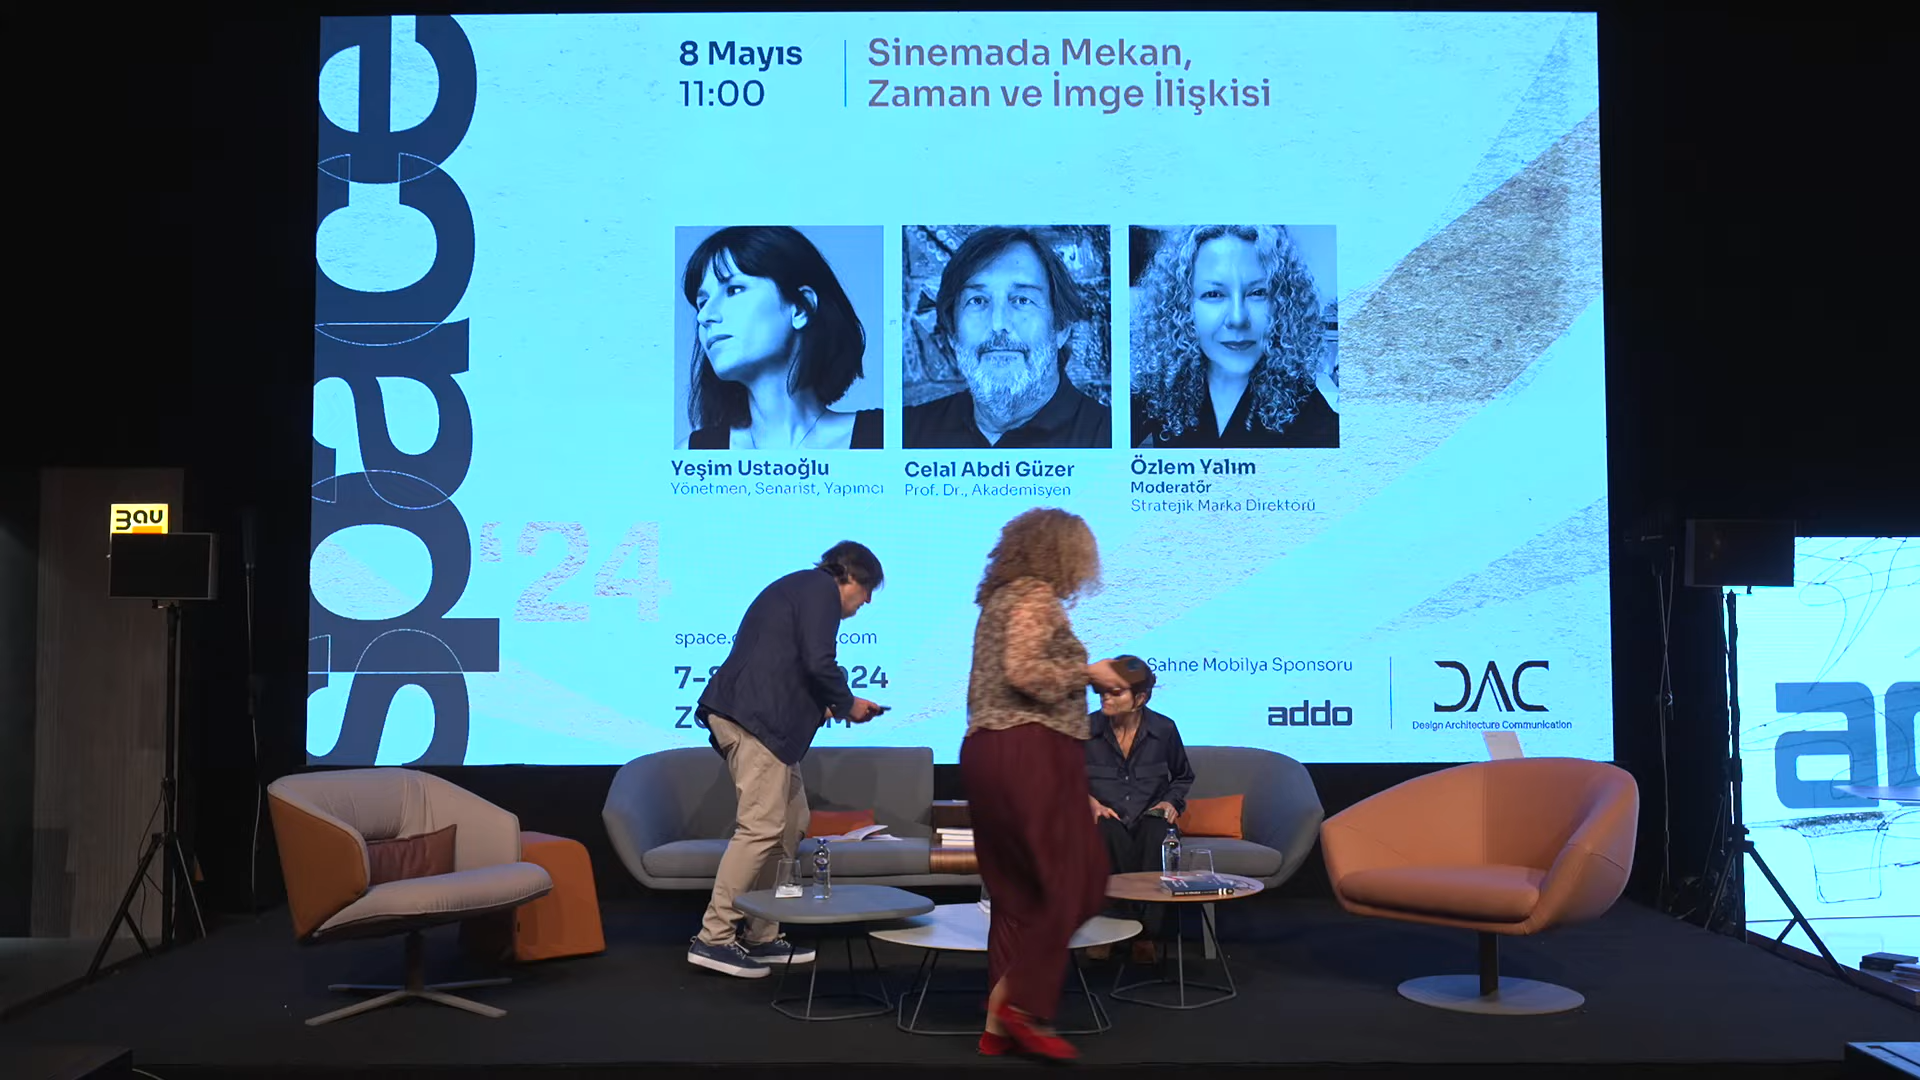 space
'24
8 Mayıs
11:00
Sinemada Mekan,
Zaman ve İmge İlişkisi
Yeşim Ustaoğlu
Yönetmen, Senarist, Yapımcı
Celal Abdi Güzer
Prof. Dr., Akademisyen
Özlem Yalım
Moderatör
Stratejik Marka Direktörü
Sahne Mobilya Sponsoru
addo
DAC
Design Architecture Communication
Bau